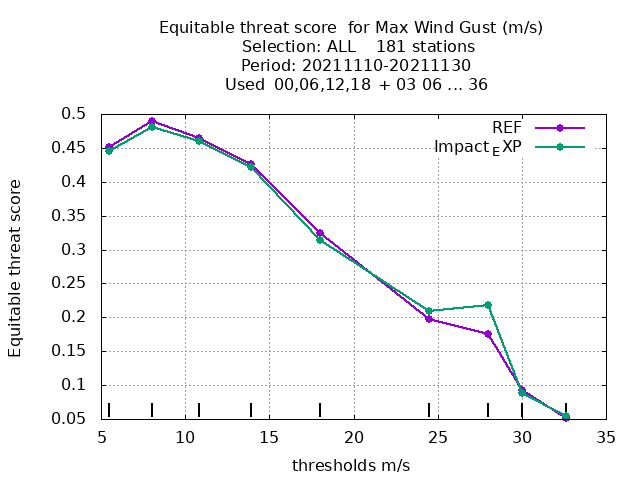 Equitable threat score for Max Wind Gust (m/s)
Selection: ALL 181 stations
Period: 20211110-20211130
Used 00,06,12,18 + 03 06 ... 36
REF
Impact_EXP
0.5
0.45
0.4
0.35
0.3
0.25
0.2
0.15
0.1
0.05
Equitable threat score
5 10 15 20 25 30 35
thresholds m/s